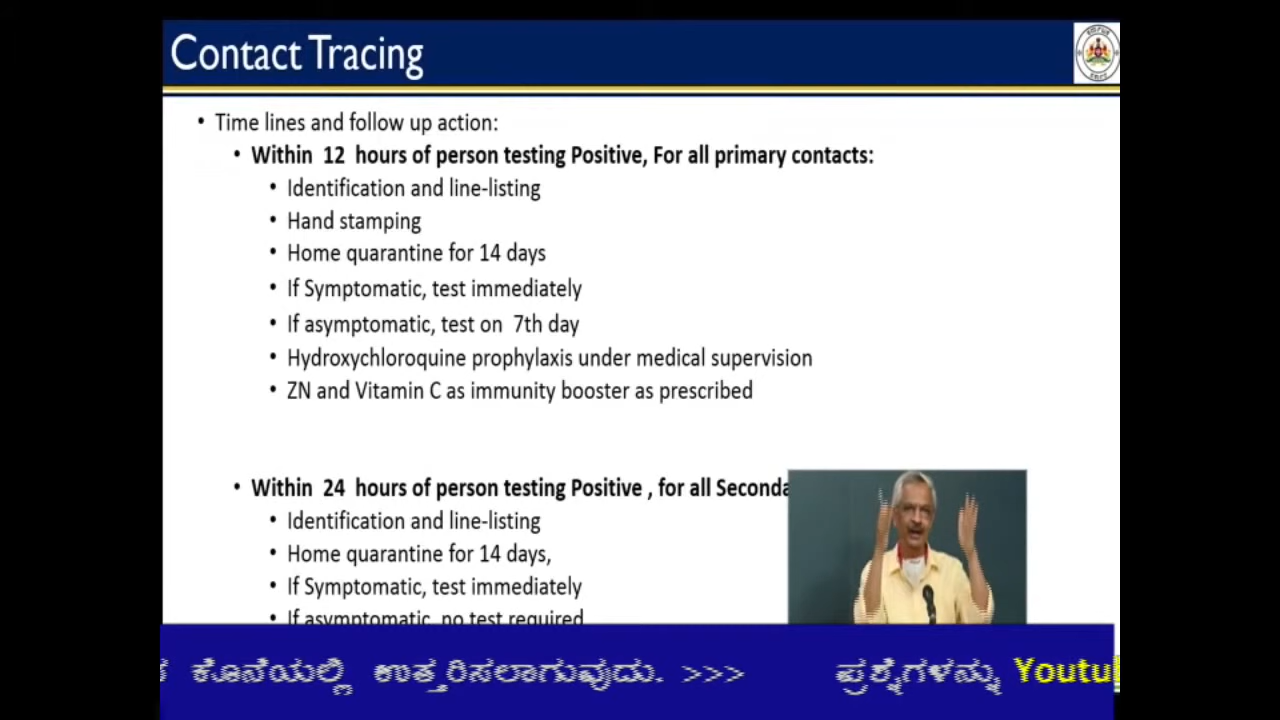 Contact Tracing
• Time lines and follow up action:
• Within 12 hours of person testing Positive, For all primary contacts:
• Identification and line-listing
• Hand stamping
• Home quarantine for 14 days
• If Symptomatic, test immediately
• If asymptomatic, test on 7th day
• Hydroxychloroquine prophylaxis under medical supervision
• ZN and Vitamin C as immunity booster as prescribed
• Within 24 hours of person testing Positive , for all
• Identification and line-listing
• Home quarantine for 14 days,
• If Symptomatic, test immediately
• If asymptomatic, no test required
ಕೊನೆಯಲ್ಲಿ ಉತ್ತರಿಸಲಾಗುವುದು. >>> ಪ್ರಶ್ನೆಗಳನ್ನು